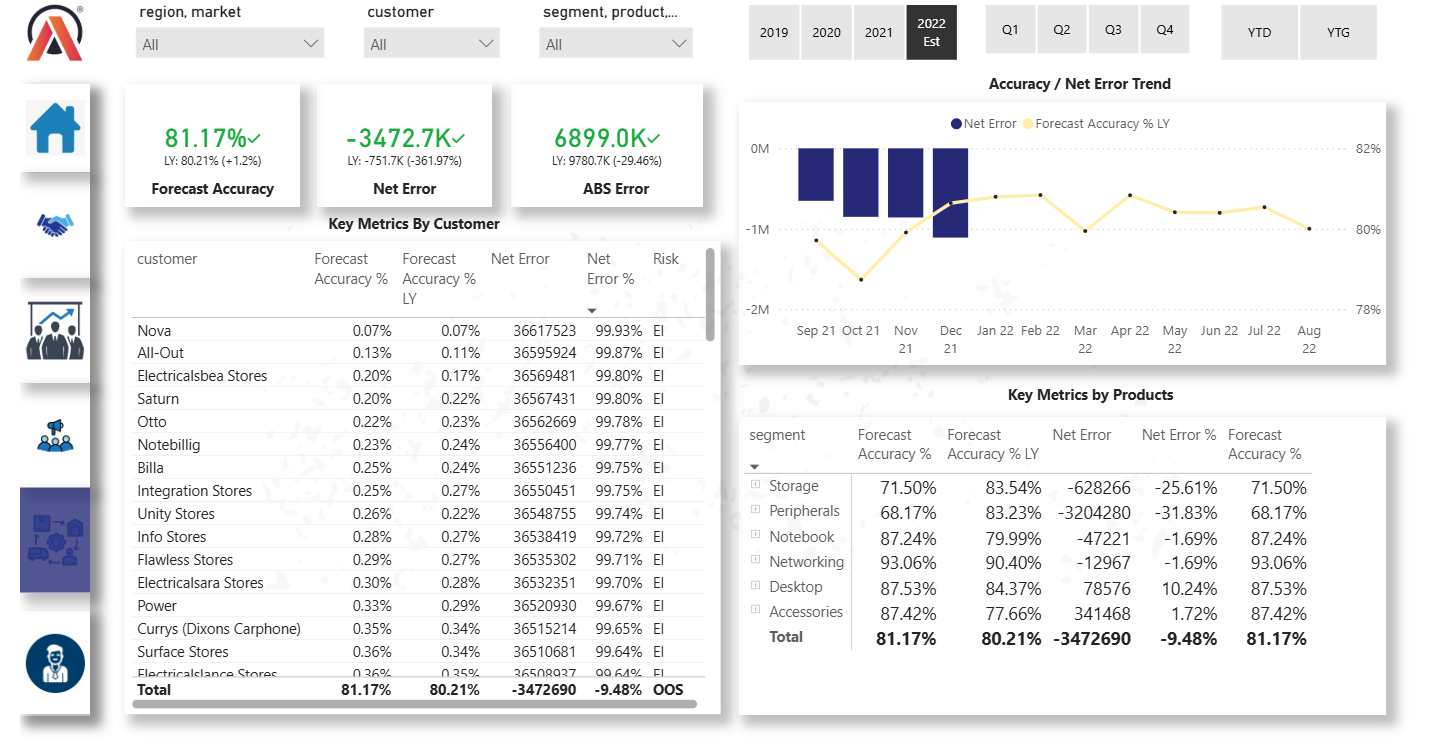 region, market
customer
segment, product,...
All
All
All
2019
2020
2021
2022
Est
Q1
Q2
Q3
Q4
YTD
YTG
81.17%
LY: 80.21% (+1.2%)
Forecast Accuracy
-3472.7K
LY: -751.7K (-361.97%)
Net Error
6899.0K
LY: 9780.7K (-29.46%)
ABS Error
Accuracy / Net Error Trend
Net Error Forecast Accuracy % LY
0M
-1M
-2M
82%
80%
78%
Sep 21 Oct 21 Nov 21 Dec 21 Jan 22 Feb 22 Mar 22 Apr 22 May 22 Jun 22 Jul 22 Aug 22
Key Metrics By Customer
customer Forecast Accuracy % Forecast Accuracy % LY Net Error Net Error % Risk
Nova 0.07% 0.07% 36617523 99.93% EI
All-Out 0.13% 0.11% 36595924 99.87% EI
Electricalsbea Stores 0.20% 0.17% 36569481 99.80% EI
Saturn 0.20% 0.22% 36567431 99.80% EI
Otto 0.22% 0.23% 36562669 99.78% EI
Notebillig 0.23% 0.24% 36556400 99.77% EI
Billa 0.25% 0.24% 36551236 99.75% EI
Integration Stores 0.25% 0.27% 36550451 99.75% EI
Unity Stores 0.26% 0.22% 36548755 99.74% EI
Info Stores 0.28% 0.27% 36538419 99.72% EI
Flawless Stores 0.29% 0.27% 36535302 99.71% EI
Electricalsara Stores 0.30% 0.28% 36532351 99.70% EI
Power 0.33% 0.29% 36520930 99.67% EI
Currys (Dixons Carphone) 0.35% 0.34% 36515214 99.65% EI
Surface Stores 0.36% 0.34% 36510681 99.64% EI
Electricalslance Stores 0.36% 0.35% 36508937 99.64% EI
Total 81.17% 80.21% -3472690 -9.48% OOS
Key Metrics by Products
segment Forecast Accuracy % Forecast Accuracy % LY Net Error Net Error % Forecast Accuracy %
Storage 71.50% 83.54% -628266 -25.61% 71.50%
Peripherals 68.17% 83.23% -3204280 -31.83% 68.17%
Notebook 87.24% 79.99% -47221 -1.69% 87.24%
Networking 93.06% 90.40% -12967 -1.69% 93.06%
Desktop 87.53% 84.37% 78576 10.24% 87.53%
Accessories 87.42% 77.66% 341468 1.72% 87.42%
Total 81.17% 80.21% -3472690 -9.48% 81.17%